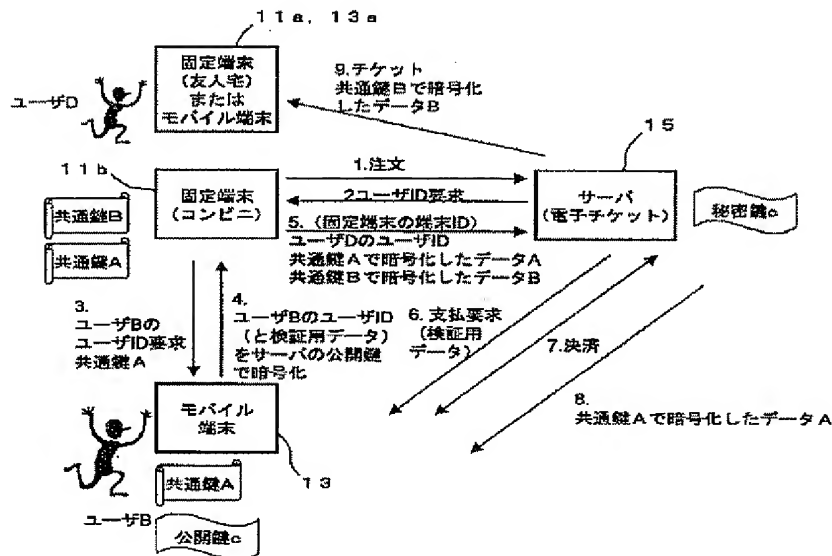 11a, 13a
固定端末
(友人宅)
または
モバイル端末
ユーザD
9.チケット
共通鍵Bで暗号化
したデータB
15
11b
固定端末
(コンビニ)
共通鍵B
共通鍵A
1.注文
2ユーザID要求
5. (固定端末の端末ID)
ユーザDのユーザID
共通鍵Aで暗号化したデータA
共通鍵Bで暗号化したデータB
サーバ
(電子チケット)
秘密鍵c
3.
ユーザBの
ユーザID要求
共通鍵A
4.
ユーザBのユーザID
(と検証用データ)
をサーバの公開鍵
で暗号化
6. 支払要求
(検証用
データ)
7.決済
8.
共通鍵Aで暗号化したデータA
モバイル
端末
13
共通鍵A
ユーザB
公開鍵c